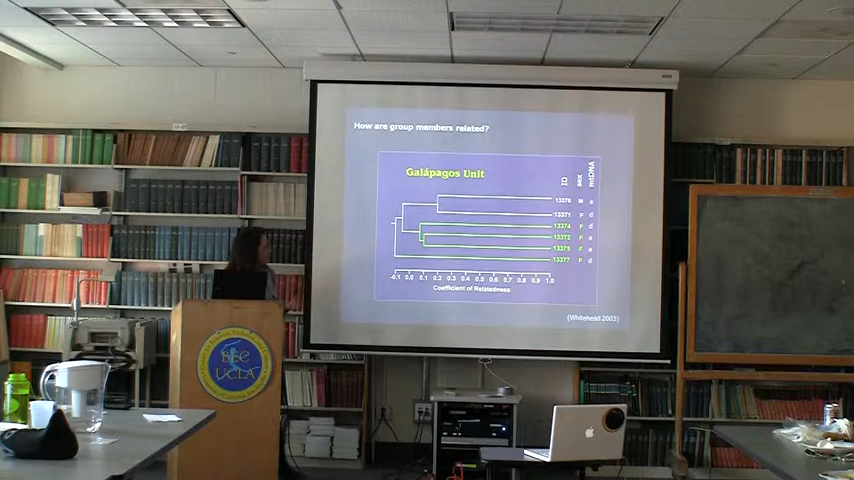 How are group members related?
Galápagos Unit
ID sex mtDNA
13376 M a
13371 F d
13374 F d
13372 F a
13375 F a
13377 F d
-0.1 0.0 0.1 0.2 0.3 0.4 0.5 0.6 0.7 0.8 0.9 1.0
Coefficient of Relatedness
(Whitehead 2003)
BEC
UCLA